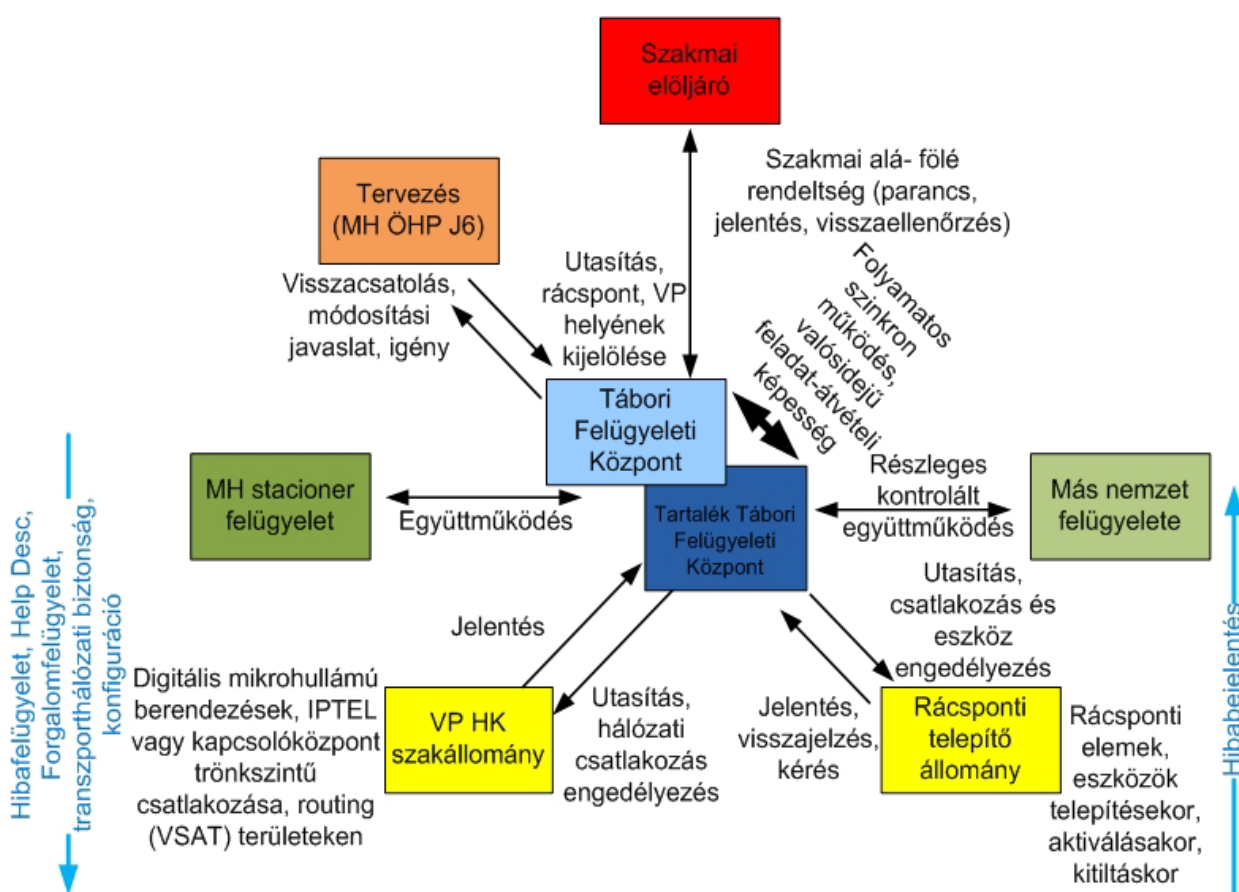 Szakmai
elöljáró
Szakmai alá- fölé
rendeltség (parancs,
jelentés, visszaellenőrzés)
Tervezés
(MH ÖHP J6)
Visszacsatolás,
módosítási
javaslat, igény
Utasítás,
rácspont, VP
helyének
kijelölése
Folyamatos
szinkron
működés,
valósidejű
feladat-átvételi
képesség
Tábori
Felügyeleti
Központ
Tartalék Tábori
Felügyeleti
Központ
MH stacioner
felügyelet
Együttműködés
Részleges
kontrolált
együttműködés
Más nemzet
felügyelete
Hibafelügyelet, Help Desc,
Forgalomfelügyelet,
transzporthálózati biztonság,
konfiguráció
Jelentés
Utasítás,
csatlakozás és
eszköz
engedélyezés
Digitális mikrohullámú
berendezések, IPTEL
vagy kapcsolóközpont
trönkszintű
csatlakozása, routing
(VSAT) területeken
VP HK
szakállomány
Utasítás,
hálózati
csatlakozás
engedélyezés
Jelentés,
visszajelzés,
kérés
Rácsponti
telepítő
állomány
Rácsponti
elemek,
eszközök
telepítésekor,
aktiválásakor,
kitiltáskor
Hibabejelentés